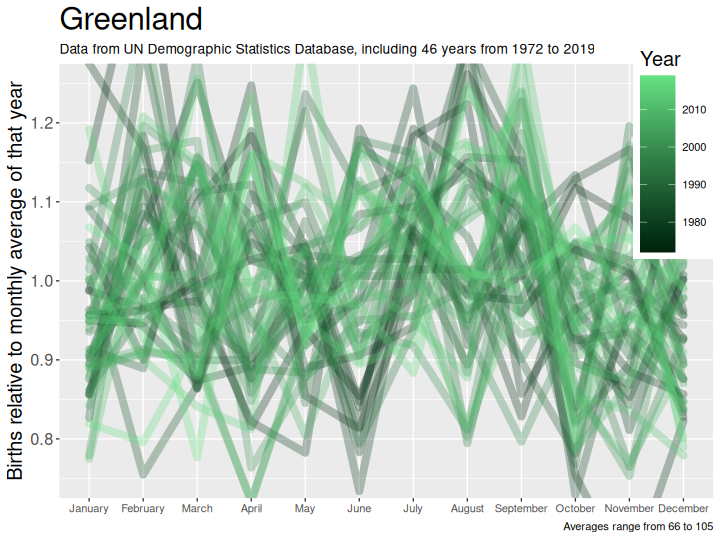 Greenland
Data from UN Demographic Statistics Database, including 46 years from 1972 to 2019
Births relative to monthly average of that year
1.2
1.1
1.0
0.9
0.8
Year
2010
2000
1990
1980
January February March April May June July August September October November December
Averages range from 66 to 105